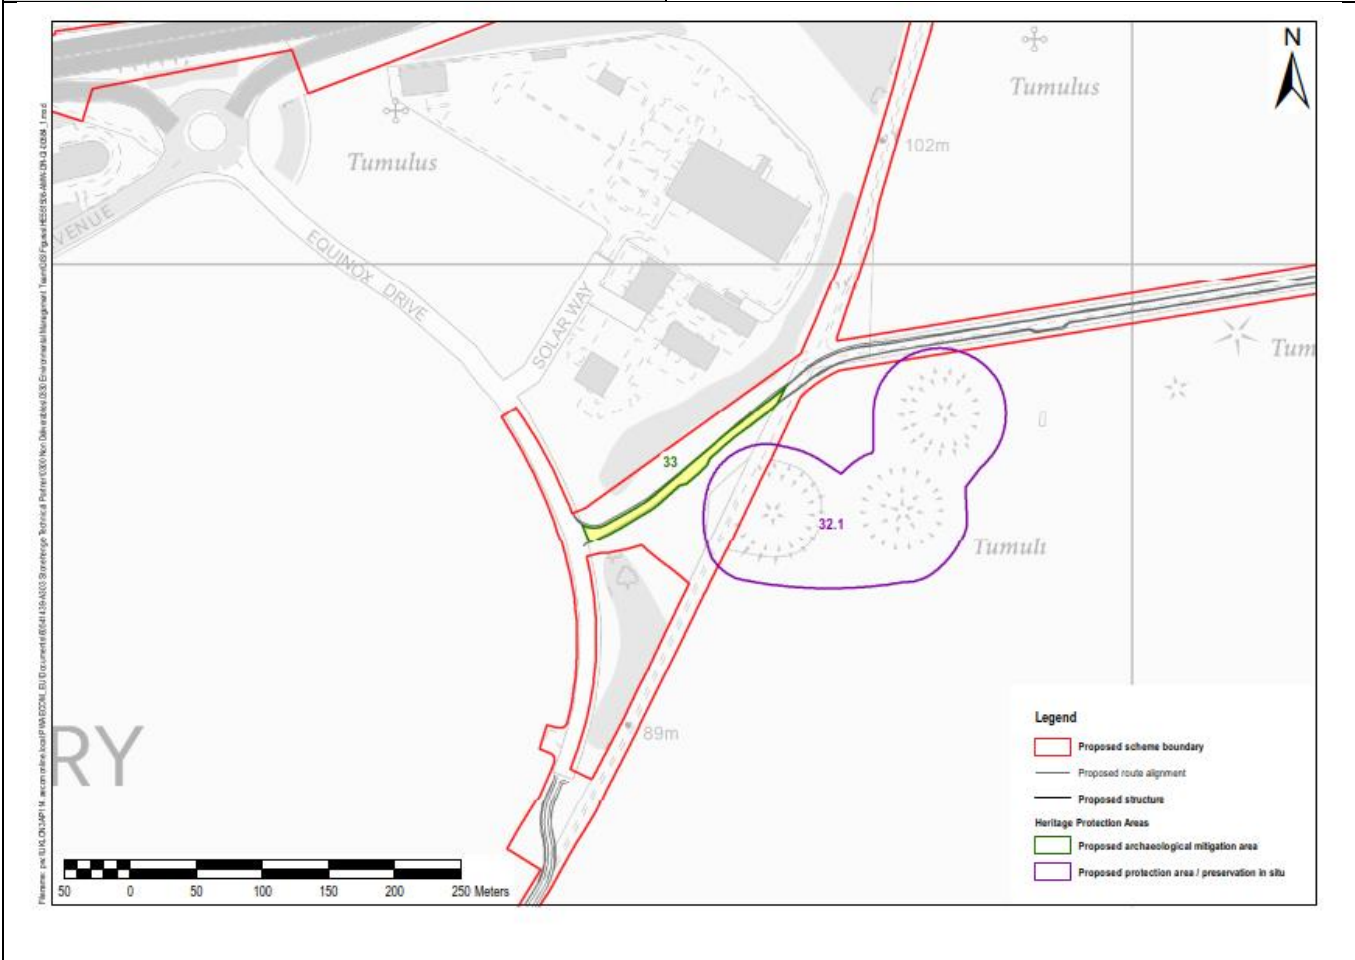 N
Tumulus
102m
Tumulus
VENUE
EQUINOX DRIVE
SOLAR WAY
Tum
33
32.1
Tumuli
89m
RY
Legend
Proposed scheme boundary
Proposed route alignment
Proposed structure
Heritage Protection Areas
Proposed archaeological mitigation area
Proposed protection area / preservation in situ
50 0 50 100 150 200 250 Meters